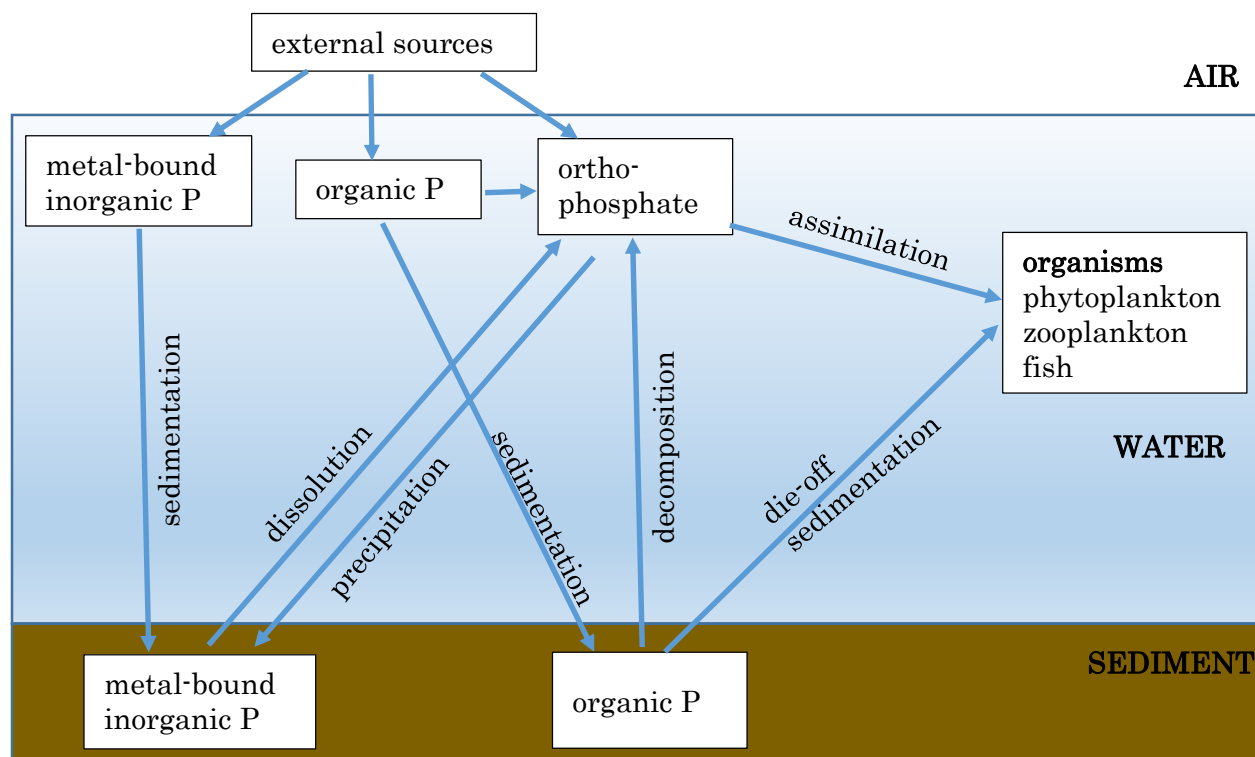 external sources
AIR
metal-bound
inorganic P
organic P
ortho-
phosphate
assimilation
organisms
phytoplankton
zooplankton
fish
sedimentation
dissolution
precipitation
sedimentation
decomposition
die-off
sedimentation
WATER
SEDIMENT
metal-bound
inorganic P
organic P